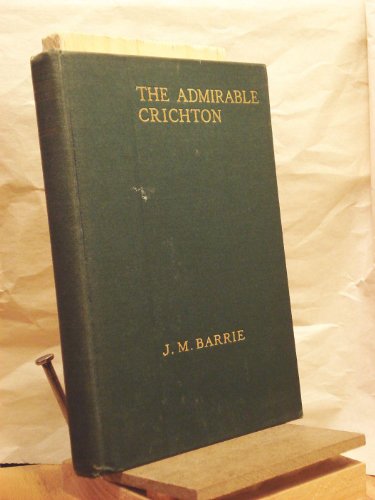 THE ADMIRABLE
CRICHTON
J. M. BARRIE